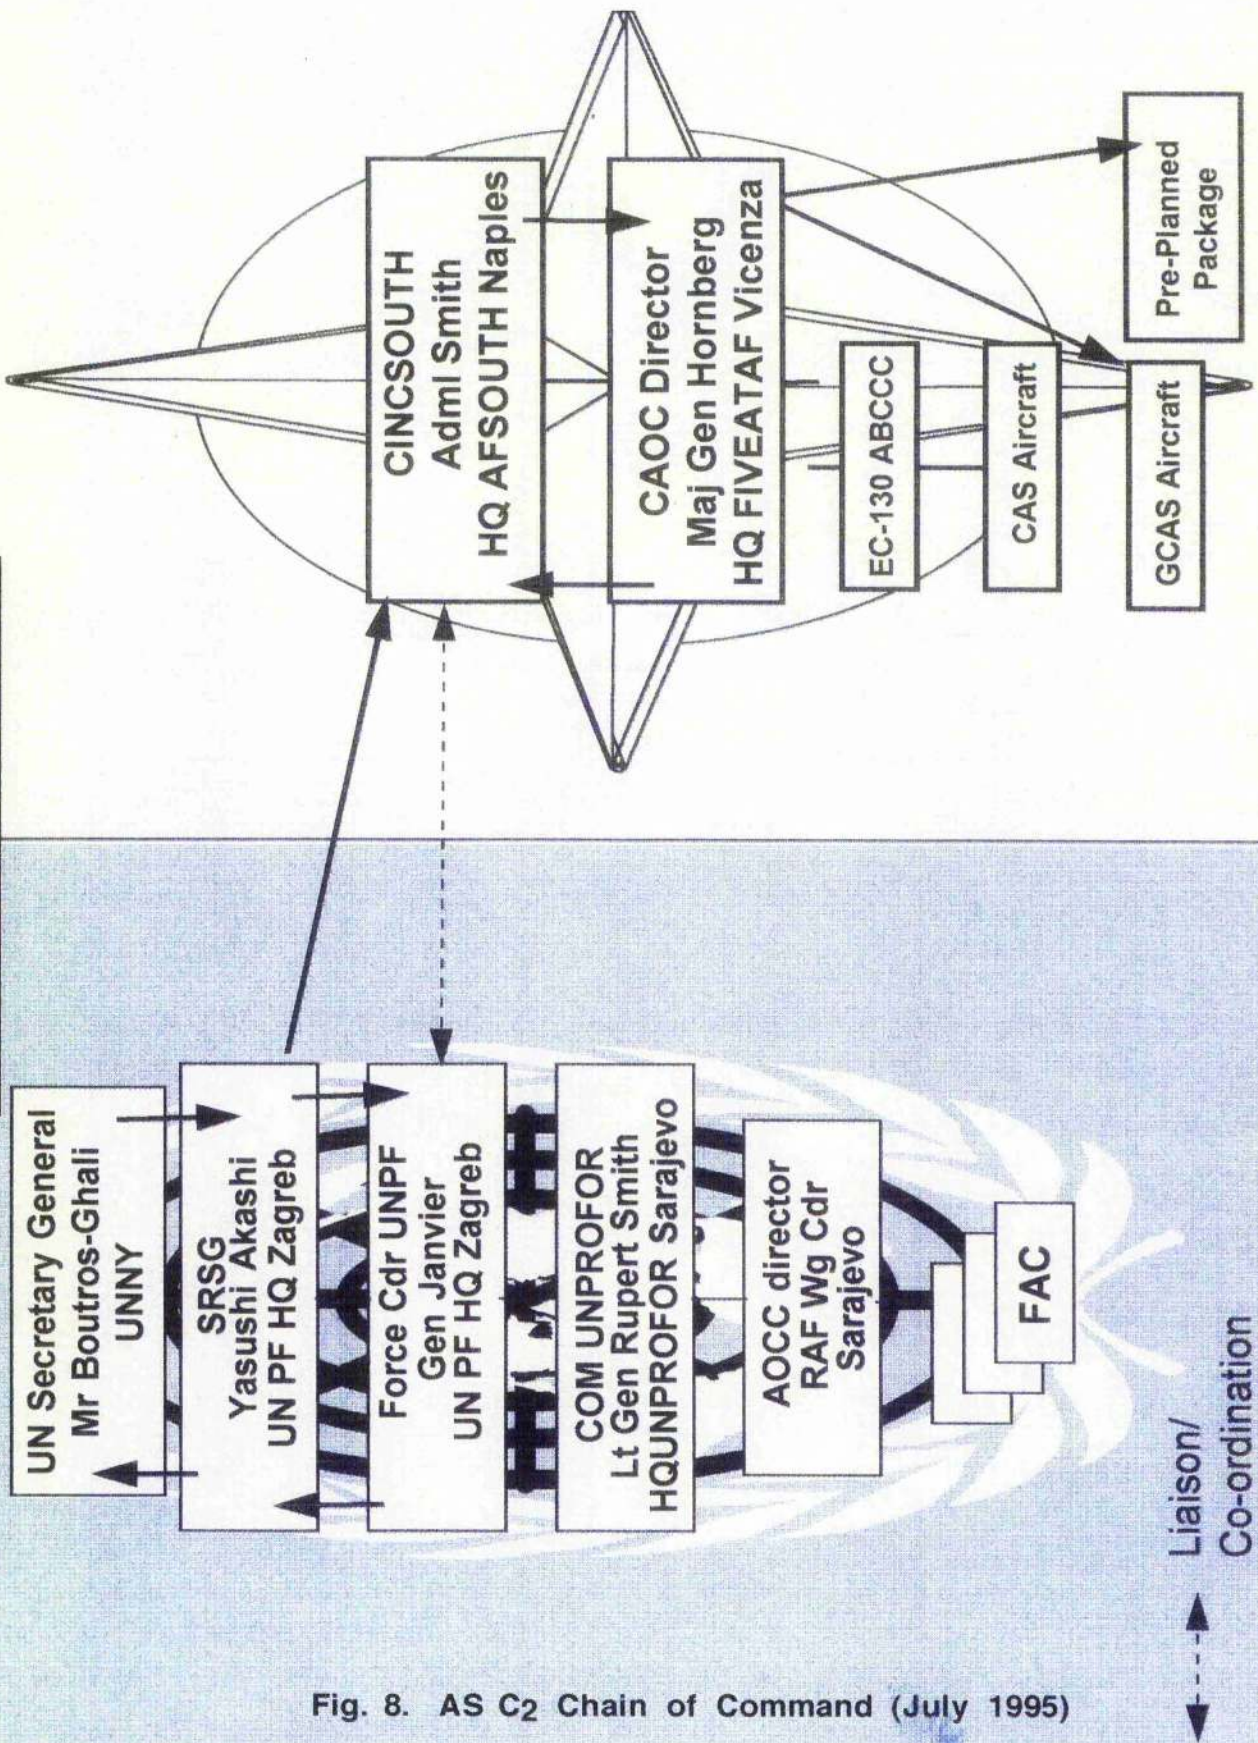 UN Secretary General
Mr Boutros-Ghali
UNNY
SRSG
Yasushi Akashi
UN PF HQ Zagreb
Force Cdr UNPF
Gen Janvier
UN PF HQ Zagreb
COM UNPROFOR
Lt Gen Rupert Smith
HQUNPROFOR Sarajevo
AOCC director
RAF Wg Cdr
Sarajevo
FAC
Liaison/
Co-ordination
CINCSOUTH
Adml Smith
HQ AFSOUTH Naples
CAOC Director
Maj Gen Hornberg
HQ FIVEATAF Vicenza
EC-130 ABCCC
CAS Aircraft
GCAS Aircraft
Pre-Planned
Package
Fig. 8. AS C2 Chain of Command (July 1995)